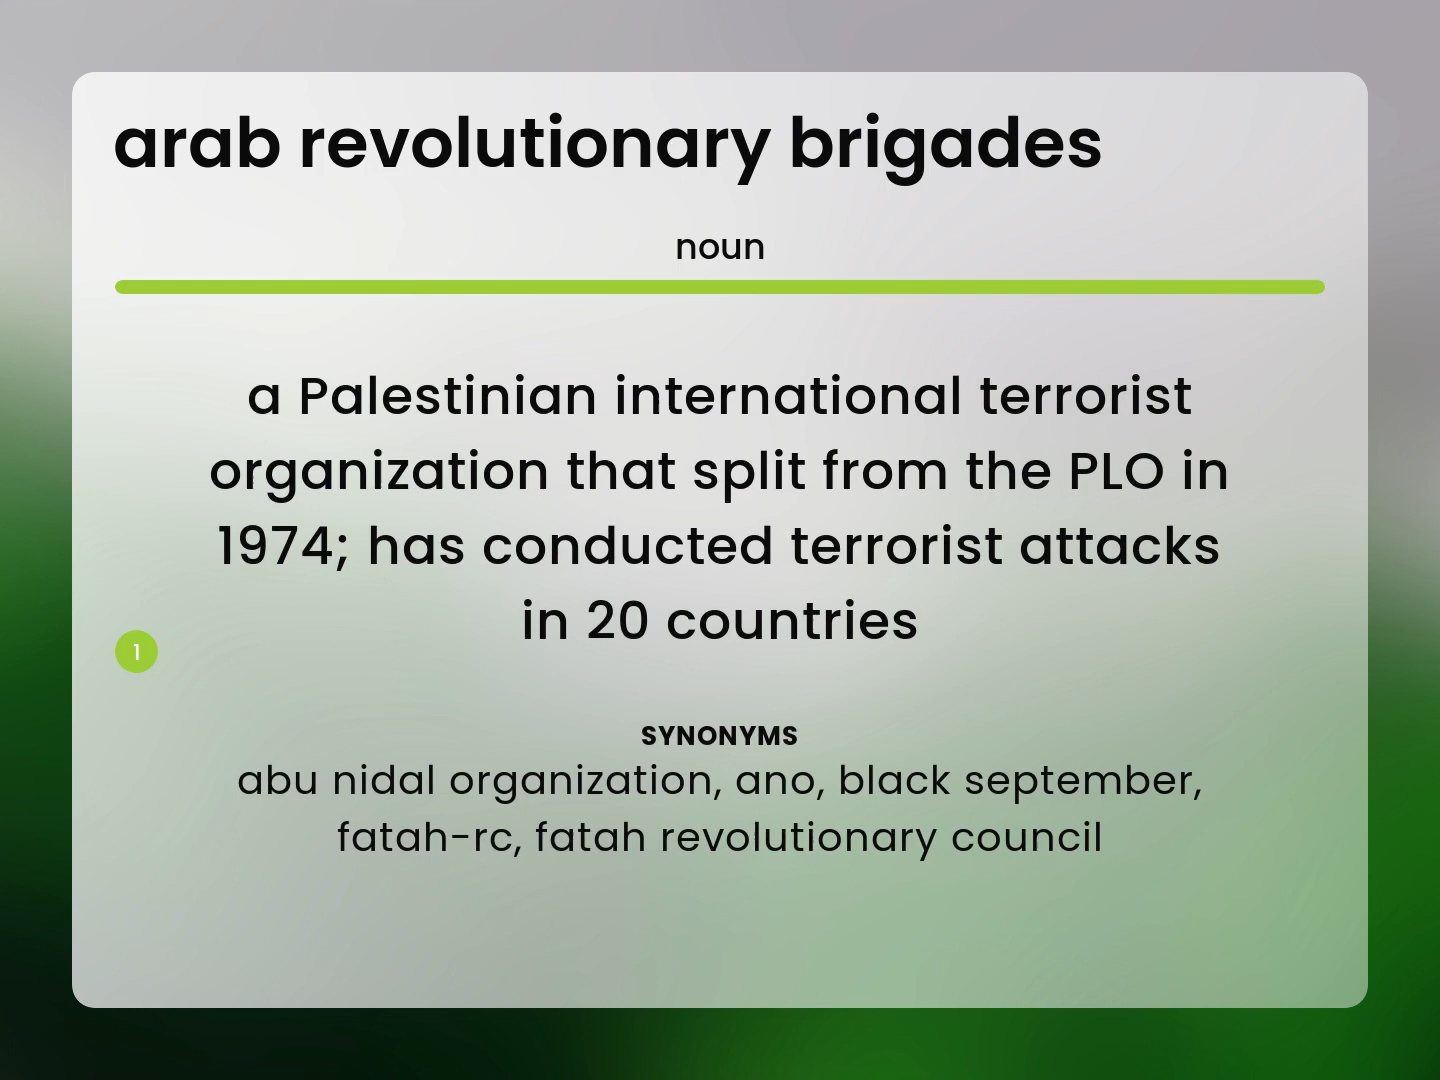 arab revolutionary brigades
noun
a Palestinian international terrorist
organization that split from the PLO in
1974; has conducted terrorist attacks
in 20 countries
1
SYNONYMS
abu nidal organization, ano, black september,
fatah-rc, fatah revolutionary council